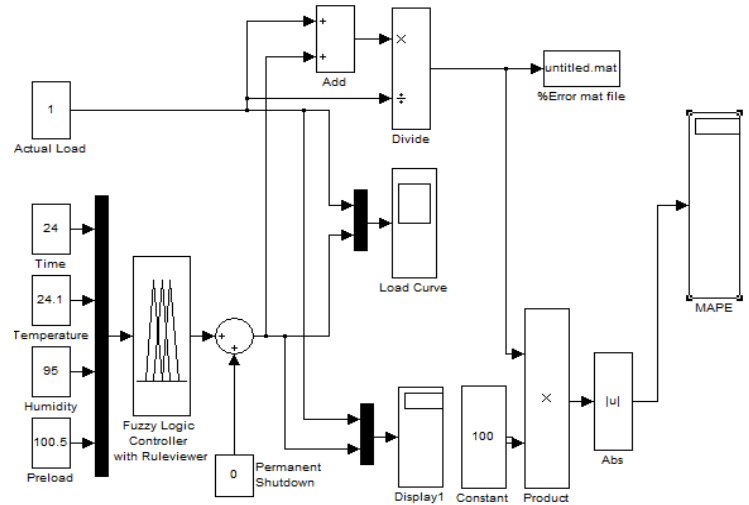 +
+
Add
×
÷
Divide
untitled.mat
%Error mat file
1
Actual Load
24
Time
24.1
Temperature
95
Humidity
100.5
Preload
Fuzzy Logic
Controller
with Ruleviewer
+
+
0
Permanent
Shutdown
Load Curve
Display1
100
Constant
×
Product
|u|
Abs
MAPE